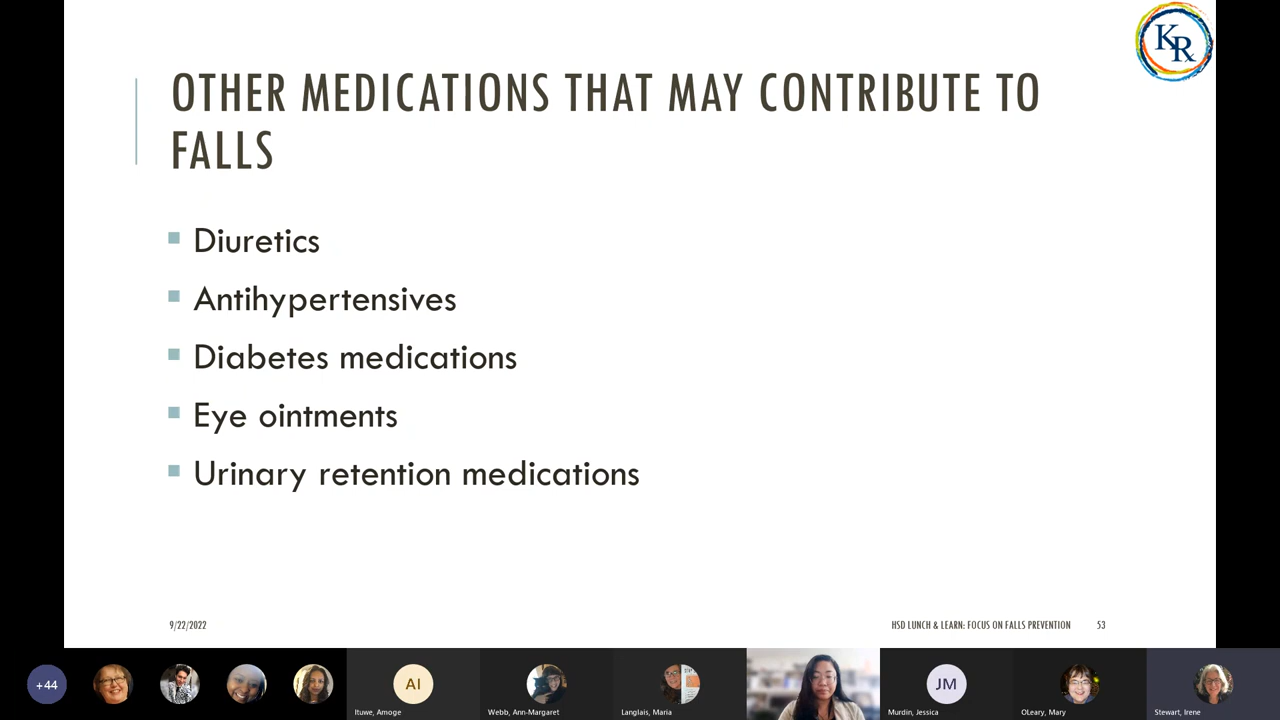 KRx
OTHER MEDICATIONS THAT MAY CONTRIBUTE TO
FALLS
Diuretics
Antihypertensives
Diabetes medications
Eye ointments
Urinary retention medications
9/22/2022
HSD LUNCH & LEARN: FOCUS ON FALLS PREVENTION
53
+44
AI
Ituwe, Amoge
Webb, Ann-Margaret
Langlais, Maria
JM
Murdin, Jessica
OLeary, Mary
Stewart, Irene